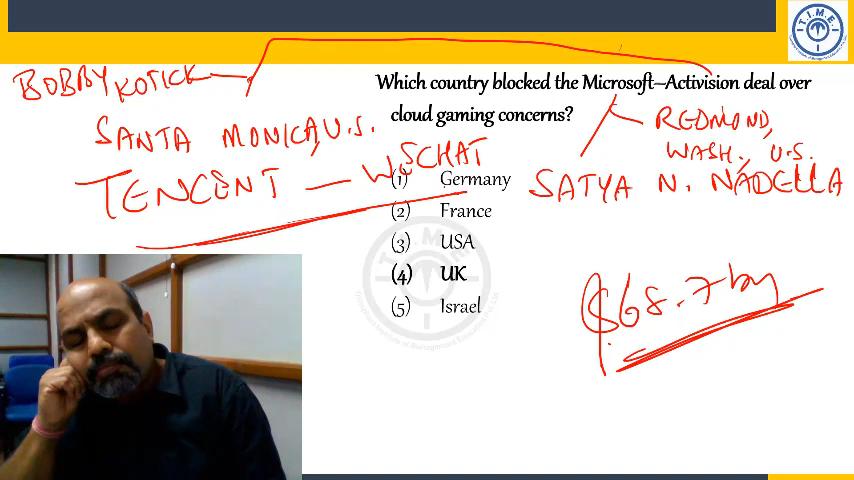 T.I.M.E.
BOBBY KOTICK
Which country blocked the Microsoft–Activision deal over
cloud gaming concerns?
SANTA MONICA, U.S.
REDMOND,
WASH., U.S.
TENCENT – WeCHAT
SATYA N. NADELLA
(1) Germany
(2) France
(3) USA
(4) UK
(5) Israel
$68.7 bn